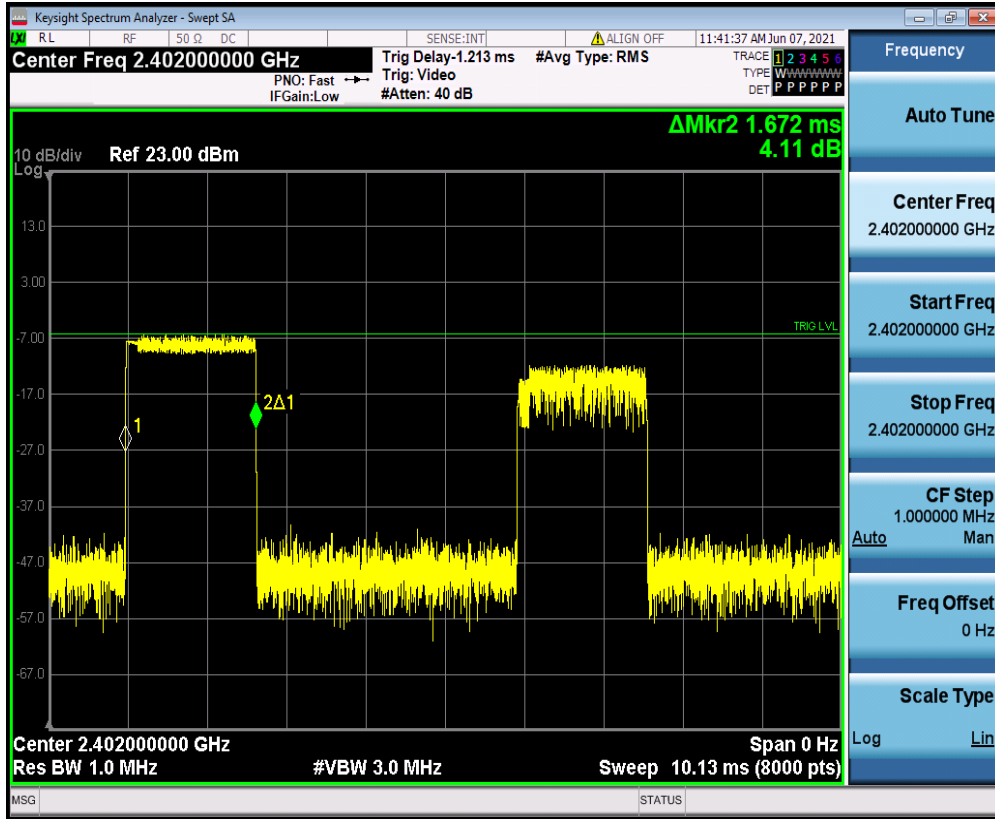 Keysight Spectrum Analyzer - Swept SA
LXI RL RF 50 Ω DC SENSE:INT ALIGN OFF 11:41:37 AM Jun 07, 2021
Center Freq 2.402000000 GHz
PNO: Fast
IFGain:Low
Trig Delay-1.213 ms
Trig: Video
#Atten: 40 dB
#Avg Type: RMS
TRACE 1 2 3 4 5 6
TYPE WWWWWWW
DET P P P P P P
ΔMkr2 1.672 ms
4.11 dB
10 dB/div Ref 23.00 dBm
Log
13.0
3.00
TRIG LVL
-7.00
-17.0
2Δ1
1
-27.0
-37.0
-47.0
-57.0
-67.0
Center 2.402000000 GHz Span 0 Hz
Res BW 1.0 MHz #VBW 3.0 MHz Sweep 10.13 ms (8000 pts)
MSG STATUS
Frequency
Auto Tune
Center Freq
2.402000000 GHz
Start Freq
2.402000000 GHz
Stop Freq
2.402000000 GHz
CF Step
1.000000 MHz
Auto Man
Freq Offset
0 Hz
Scale Type
Log Lin